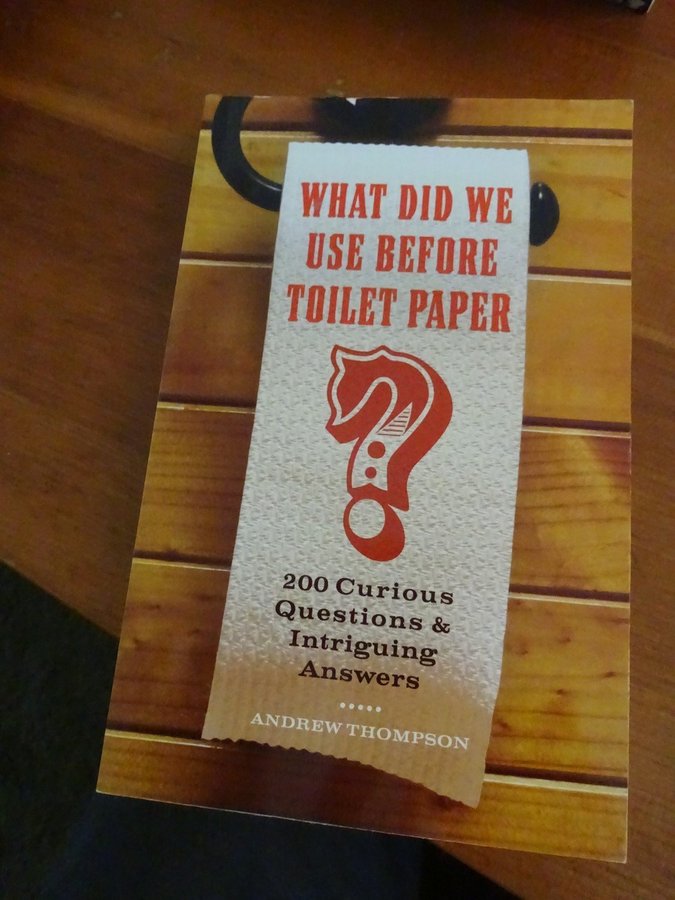 WHAT DID WE
USE BEFORE
TOILET PAPER
?
200 Curious
Questions &
Intriguing
Answers
ANDREW THOMPSON